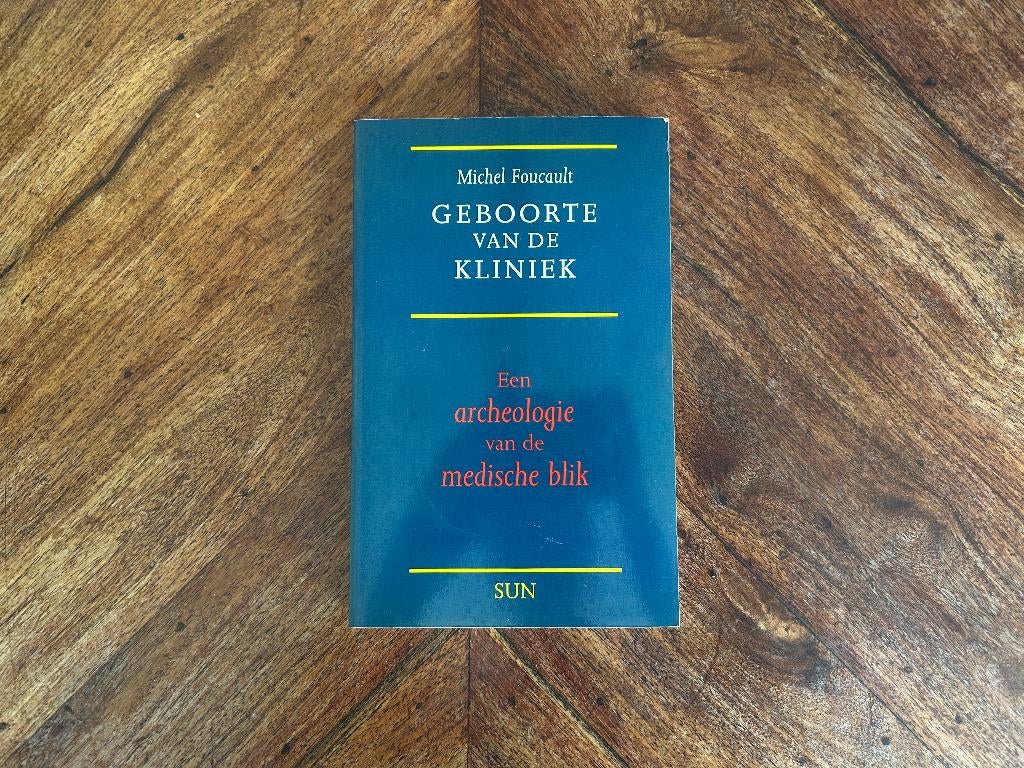 Michel Foucault
GEBOORTE
VAN DE
KLINIEK
Een
archeologie
van de
medische blik
SUN